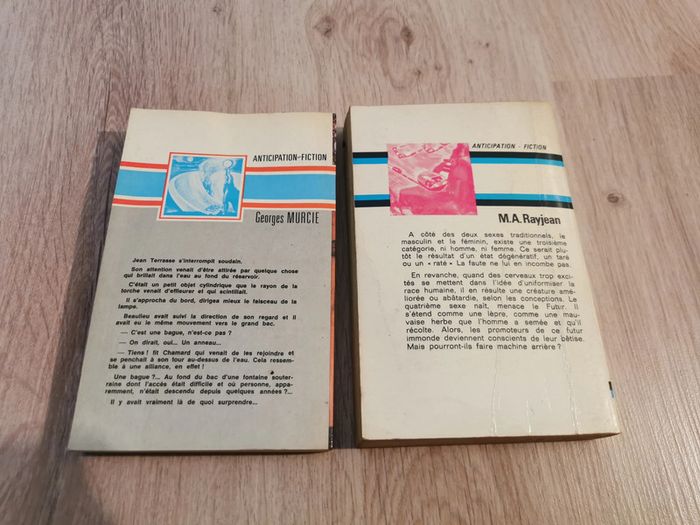 ANTICIPATION-FICTION
Georges MURCIE
Jean Terrasse s'interrompit soudain.
Son attention venait d'être attirée par quelque chose
qui brillait dans l'eau au fond du réservoir.
C'était un petit objet cylindrique que le rayon de la
torche venait d'effleurer et qui scintillait.
Il s'approcha du bord, dirigea mieux le faisceau de la
lampe.
Beaulieu avait suivi la direction de son regard et il
avait eu le même mouvement vers le grand bac.
— C'est une bague, n'est-ce pas ?
— On dirait, oui... Un anneau...
— Tiens ! fit Chamard qui venait de les rejoindre et
se penchait à son tour au-dessus de l'eau. Cela ressem-
ble à une alliance, en effet !
Une bague ?... Au fond du bac d'une fontaine souter-
raine dont l'accès était difficile et où personne, appa-
remment, n'était descendu depuis quelques années ?...
Il y avait vraiment là de quoi surprendre...
ANTICIPATION - FICTION
M.A. Rayjean
A côté des deux sexes traditionnels, le
masculin et le féminin, existe une troisième
catégorie, ni homme, ni femme. Ce serait plu-
tôt le résultat d'un état dégénératif, un taré
ou un « raté » La faute ne lui en incombe pas.
En revanche, quand des cerveaux trop exci-
tés se mettent dans l'idée d'uniformiser la
race humaine, il en résulte une créature amé-
liorée ou abâtardie, selon les conceptions. Le
quatrième sexe naît, menace le Futur. Il
s'étend comme une lèpre, comme une mau-
vaise herbe que l'homme a semée et qu'il
récolte. Alors, les promoteurs de ce futur
immonde deviennent conscients de leur bêtise.
Mais pourront-ils faire machine arrière ?